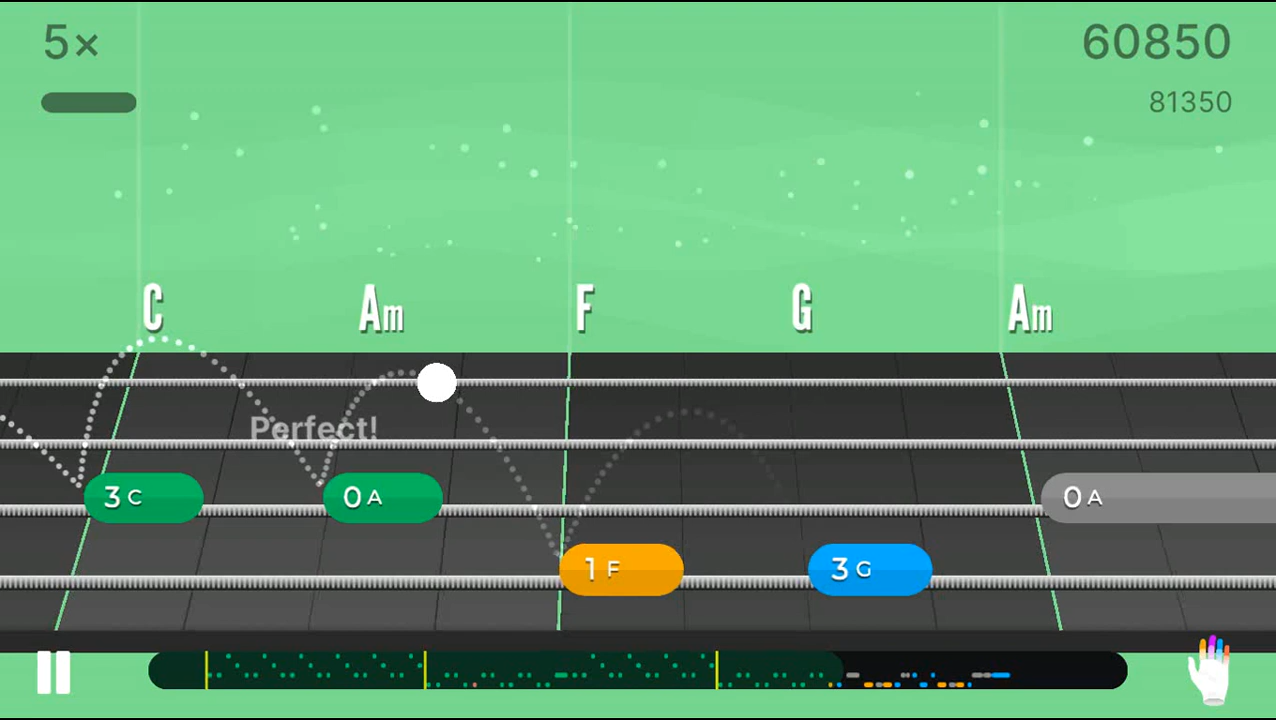 5×
60850
81350
C Am F G Am
Perfect!
3 C 0 A 0 A
1 F 3 G